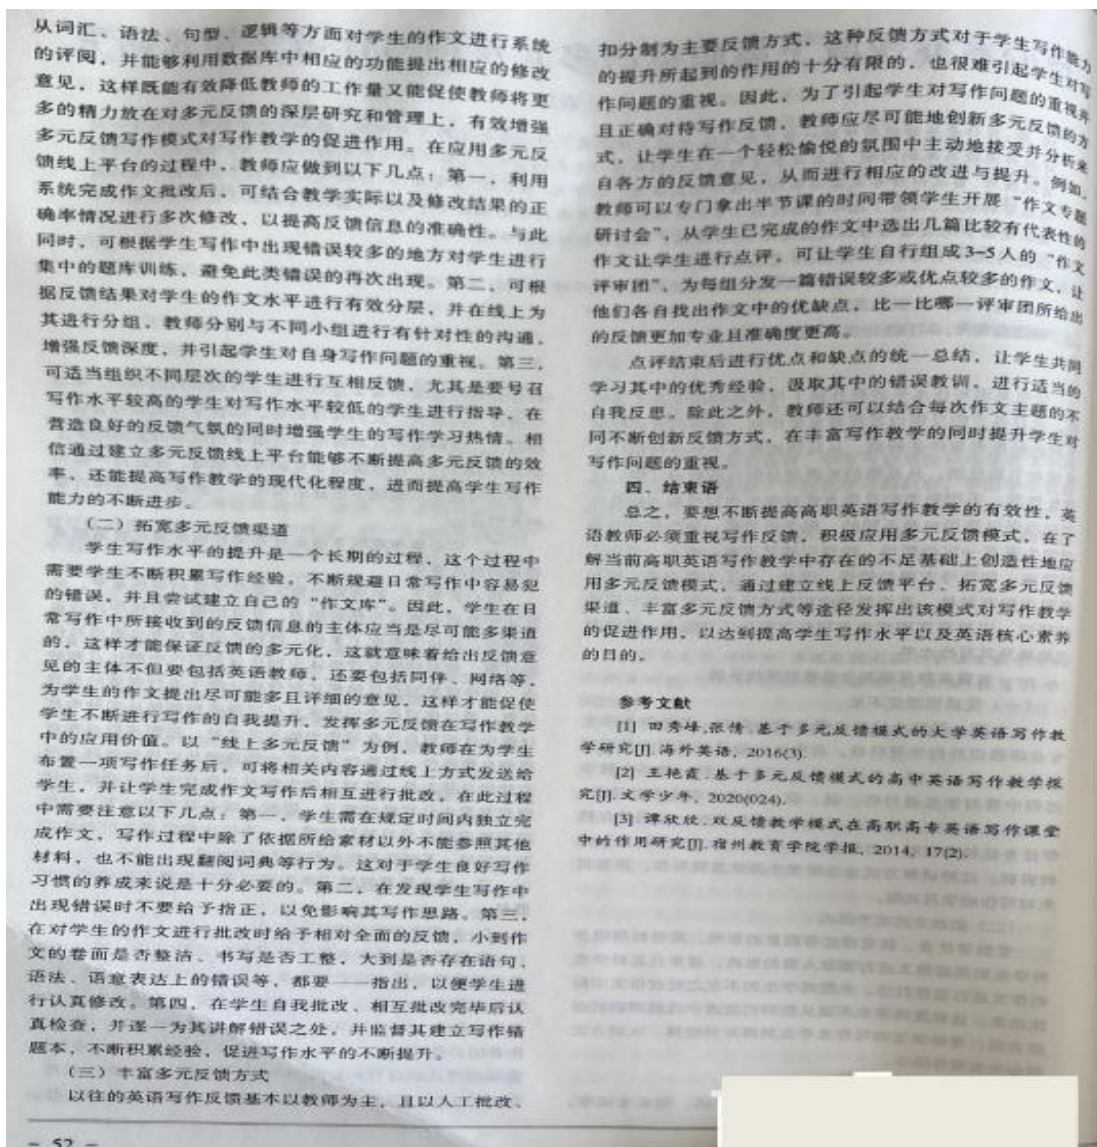 从词汇、语法、句型、逻辑等方面对学生的作文进行系统
的评阅，并能够利用数据库中相应的功能提出相应的修改
意见，这样既能有效降低教师的工作量又能促使教师将更
多的精力放在对多元反馈的深层研究和管理上，有效增强
多元反馈写作模式对写作教学的促进作用。在应用多元反
馈线上平台的过程中，教师应做到以下几点：第一，利用
系统完成作文批改后，可结合教学实际以及修改结果的正
确率情况进行多次修改，以提高反馈信息的准确性。与此
同时，可根据学生写作中出现错误较多的地方对学生进行
集中的题库训练，避免此类错误的再次出现。第二，可根
据反馈结果对学生的作文水平进行有效分层，并在线上为
其进行分组，教师分别与不同小组进行有针对性的沟通，
增强反馈深度，并引起学生对自身写作问题的重视。第三，
可适当组织不同层次的学生进行互相反馈，尤其是要号召
写作水平较高的学生对写作水平较低的学生进行指导，在
营造良好的反馈气氛的同时增强学生的写作学习热情。相
信通过建立多元反馈线上平台能够不断提高多元反馈的效
率，还能提高写作教学的现代化程度，进而提高学生写作
能力的不断进步。
（二）拓宽多元反馈渠道
学生写作水平的提升是一个长期的过程，这个过程中
需要学生不断积累写作经验，不断规避日常写作中容易犯
的错误，并且尝试建立自己的“作文库”。因此，学生在日
常写作中所接收到的反馈信息的主体应当是尽可能多渠道
的，这样才能保证反馈的多元化，这就意味着给出反馈意
见的主体不但要包括英语教师，还要包括同伴、网络等，
为学生的作文提出尽可能多且详细的意见，这样才能促使
学生不断进行写作的自我提升，发挥多元反馈在写作教学
中的应用价值。以“线上多元反馈”为例，教师在为学生
布置一项写作任务后，可将相关内容通过线上方式发送给
学生，并让学生完成作文写作后相互进行批改，在此过程
中需要注意以下几点：第一，学生需在规定时间内独立完
成作文，写作过程中除了依据所给素材以外不能参照其他
材料，也不能出现翻阅词典等行为。这对于学生良好写作
习惯的养成来说是十分必要的。第二，在发现学生写作中
出现错误时不要给予指正，以免影响其写作思路。第三，
在对学生的作文进行批改时给予相对全面的反馈，小到作
文的卷面是否整洁、书写是否工整，大到是否存在语句、
语法、语意表达上的错误等，都要一一指出，以便学生进
行认真修改。第四，在学生自我批改、相互批改完毕后认
真检查，并逐一为其讲解错误之处，并监督其建立写作错
题本，不断积累经验，促进写作水平的不断提升。
（三）丰富多元反馈方式
以往的英语写作反馈基本以教师为主，且以人工批改、
- 52 -
扣分制为主要反馈方式，这种反馈方式对于学生写作能力
的提升所起到的作用的十分有限的，也很难引起学生对写
作问题的重视。因此，为了引起学生对写作问题的重视并
且正确对待写作反馈，教师应尽可能地创新多元反馈的方
式，让学生在一个轻松愉悦的氛围中主动地接受并分析来
自各方的反馈意见，从而进行相应的改进与提升。例如，
教师可以专门拿出半节课的时间带领学生开展“作文专题
研讨会”，从学生已完成的作文中选出几篇比较有代表性的
作文让学生进行点评，可让学生自行组成3-5人的“作文
评审团”，为每组分发一篇错误较多或优点较多的作文，让
他们各自找出作文中的优缺点，比一比哪一评审团所给出
的反馈更加专业且准确度更高。
点评结束后进行优点和缺点的统一总结，让学生共同
学习其中的优秀经验，汲取其中的错误教训，进行适当的
自我反思。除此之外，教师还可以结合每次作文主题的不
同不断创新反馈方式，在丰富写作教学的同时提升学生对
写作问题的重视。
四、结束语
总之，要想不断提高高职英语写作教学的有效性，英
语教师必须重视写作反馈，积极应用多元反馈模式，在了
解当前高职英语写作教学中存在的不足基础上创造性地应
用多元反馈模式，通过建立线上反馈平台、拓宽多元反馈
渠道、丰富多元反馈方式等途径发挥出该模式对写作教学
的促进作用，以达到提高学生写作水平以及英语核心素养
的目的。
参考文献
[1] 田秀峰,张倩.基于多元反馈模式的大学英语写作教
学研究[J].海外英语，2016(3).
[2] 王艳霞.基于多元反馈模式的高中英语写作教学探
究[J].文学少年，2020(024).
[3] 谭欣欣.双反馈教学模式在高职高专英语写作课堂
中的作用研究[J].宿州教育学院学报，2014，17(2).